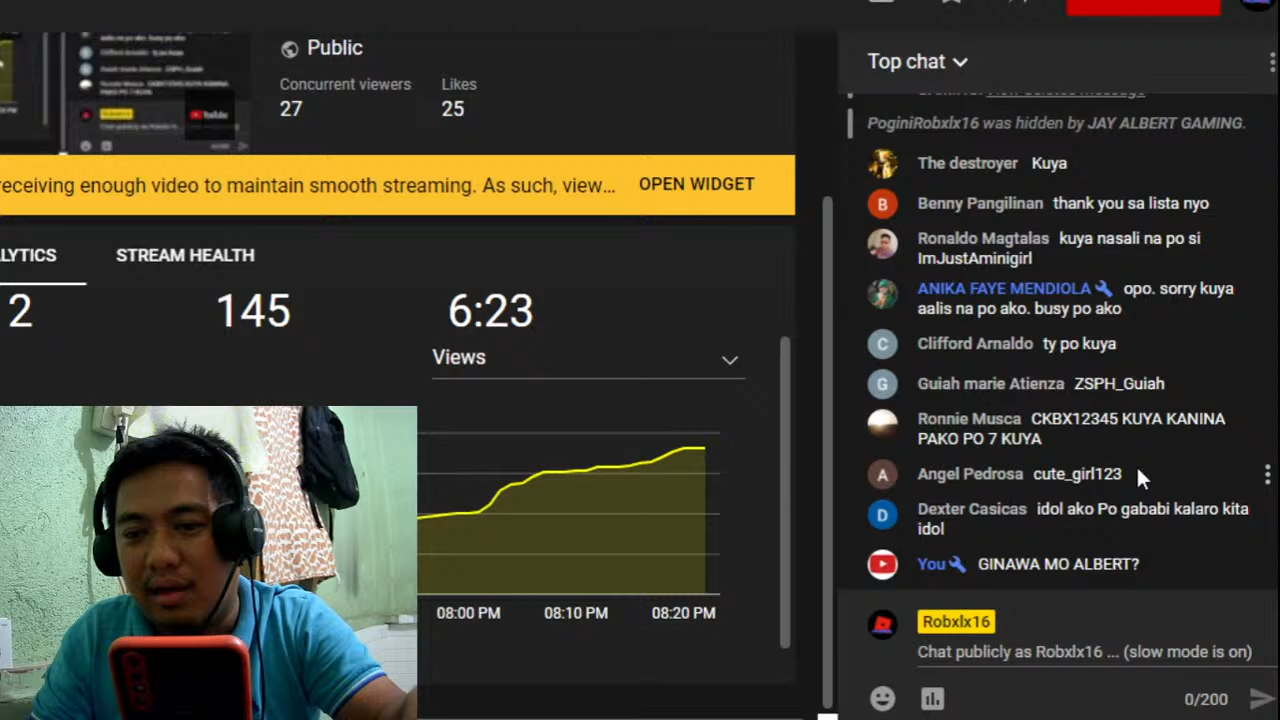 Public
Concurrent viewers Likes
27 25
receiving enough video to maintain smooth streaming. As such, view... OPEN WIDGET
LYTICS STREAM HEALTH
2 145 6:23
Views
08:00 PM 08:10 PM 08:20 PM
Top chat
PoginiRobxlx16 was hidden by JAY ALBERT GAMING.
The destroyer Kuya
Benny Pangilinan thank you sa lista nyo
Ronaldo Magtalas kuya nasali na po si
ImJustAminigirl
ANIKA FAYE MENDIOLA opo. sorry kuya
aalis na po ako. busy po ako
Clifford Arnaldo ty po kuya
Guiah marie Atienza ZSPH_Guiah
Ronnie Musca CKBX12345 KUYA KANINA
PAKO PO 7 KUYA
Angel Pedrosa cute_girl123
Dexter Casicas idol ako Po gababi kalaro kita
idol
You GINAWA MO ALBERT?
Robxlx16
Chat publicly as Robxlx16 ... (slow mode is on)
0/200